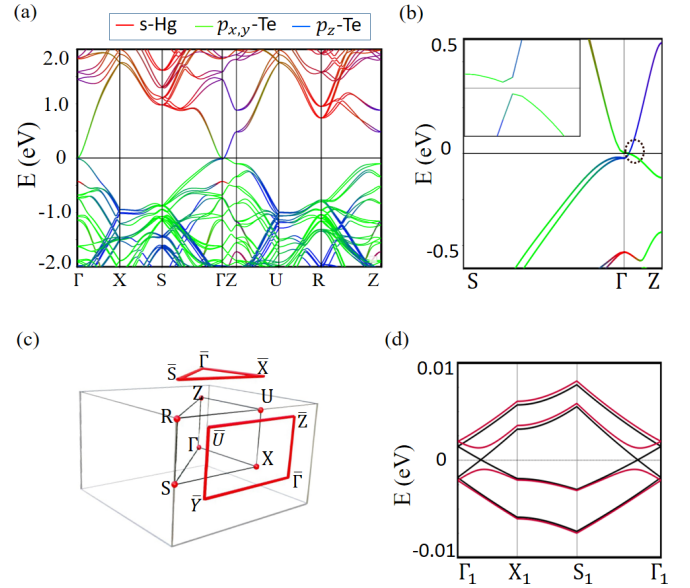 (a)
s-Hg
pₓ,ᵧ-Te
p_z-Te
(b)
2.0
1.0
0
-1.0
-2.0
E (eV)
Γ X S ΓZ U R Z
0.5
0
-0.5
E (eV)
S Γ Z
(c)
S̅ Γ̅ X̅
Z U
R U̅ Z̅
Γ X
S Y̅ Γ̅
(d)
0.01
0
-0.01
E (eV)
Γ₁ X₁ S₁ Γ₁